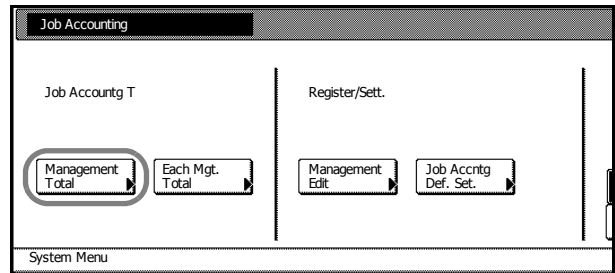 Job Accounting
Job Accountg T
Register/Sett.
Management
Total
Each Mgt.
Total
Management
Edit
Job Accntg
Def. Set.
System Menu